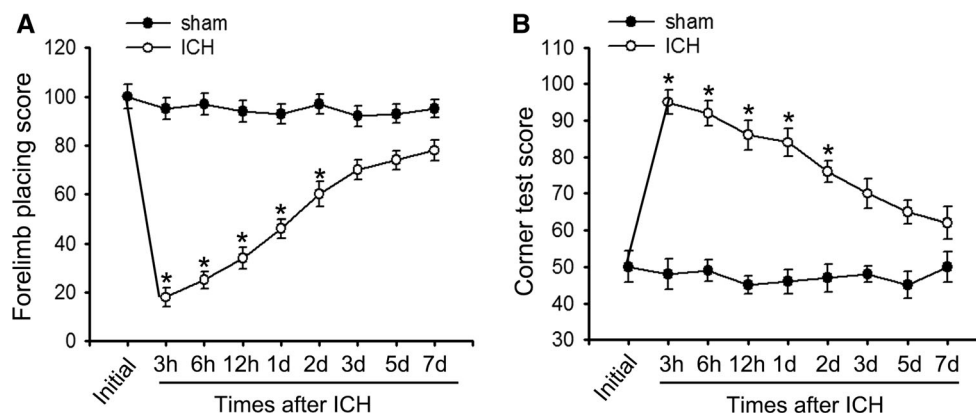 A
sham
ICH
Forelimb placing score
120
100
80
60
40
20
0
* * * * *
Initial 3h 6h 12h 1d 2d 3d 5d 7d
Times after ICH
B
sham
ICH
Corner test score
110
100
90
80
70
60
50
40
30
* * * * *
Initial 3h 6h 12h 1d 2d 3d 5d 7d
Times after ICH